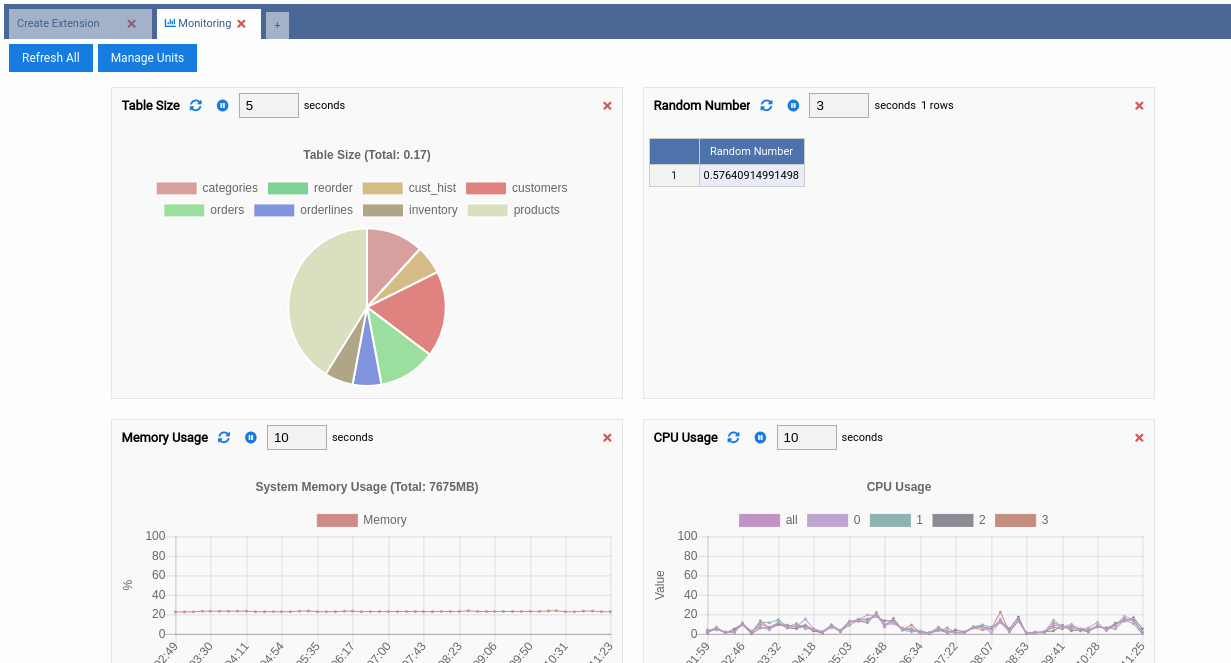 Create Extension
Monitoring
+
Refresh All
Manage Units
Table Size
5
seconds
Table Size (Total: 0.17)
categories
reorder
cust_hist
customers
orders
orderlines
inventory
products
Random Number
3
seconds 1 rows
Random Number
1
0.57640914991498
Memory Usage
10
seconds
System Memory Usage (Total: 7675MB)
Memory
%
100
80
60
40
20
0
02:49
03:30
04:11
04:54
05:35
06:17
07:00
07:43
08:23
09:06
09:50
10:31
11:23
CPU Usage
10
seconds
CPU Usage
all
0
1
2
3
Value
100
80
60
40
20
0
01:59
02:46
03:32
04:18
05:03
05:48
06:34
07:22
08:07
08:53
09:41
10:28
11:25